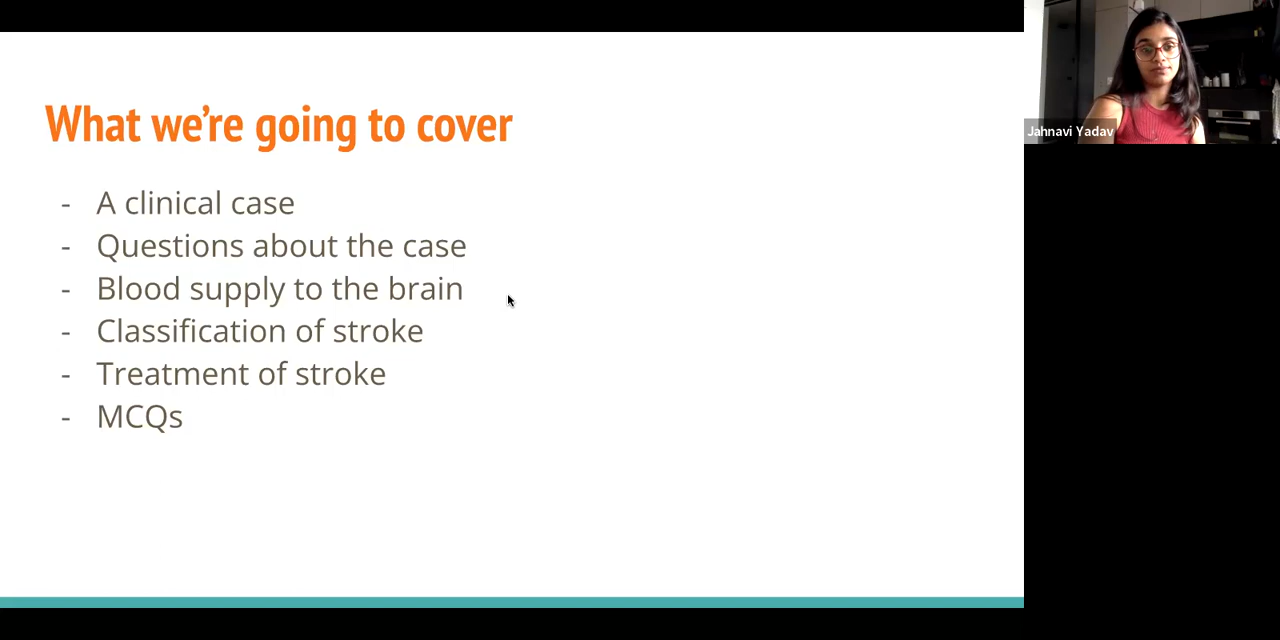 What we’re going to cover
- A clinical case
- Questions about the case
- Blood supply to the brain
- Classification of stroke
- Treatment of stroke
- MCQs
Jahnavi Yadav